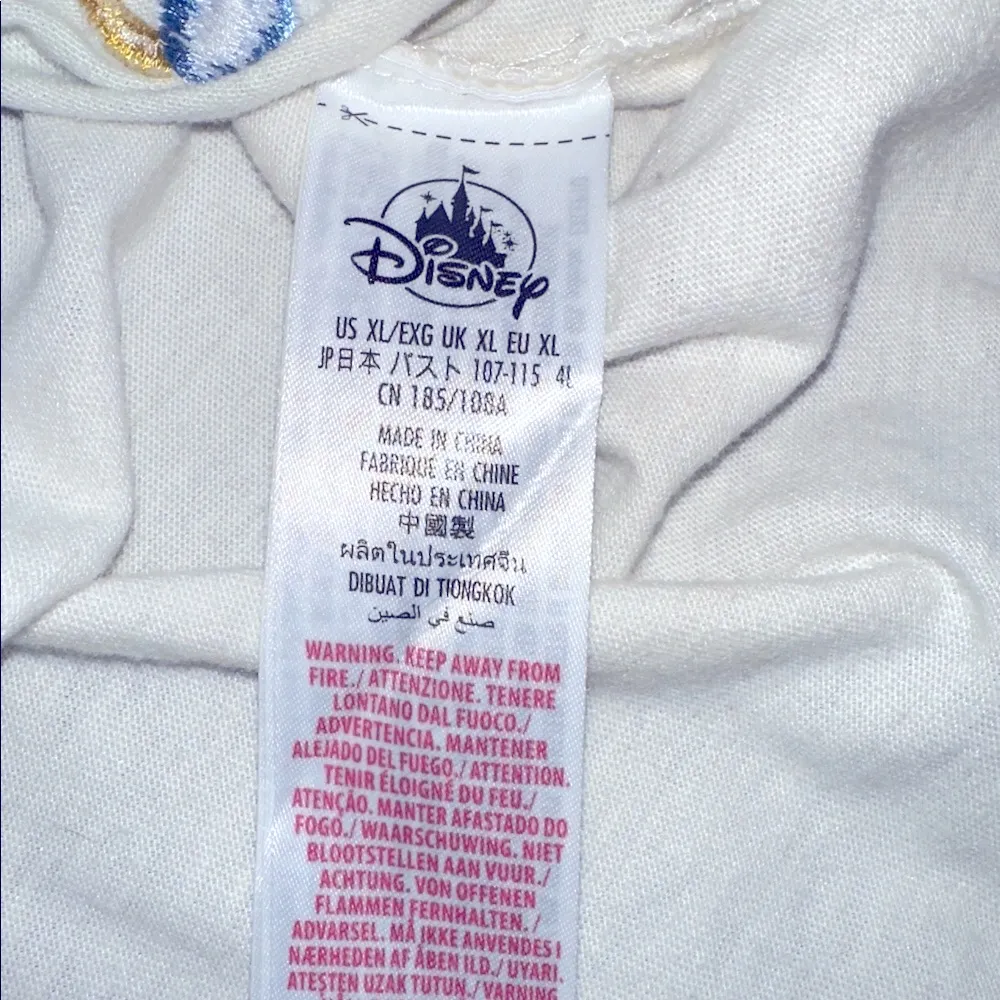 Disney
US XL/EXG UK XL EU XL
JP日本 バスト 107-115 4L
CN 185/108A
MADE IN CHINA
FABRIQUÉ EN CHINE
HECHO EN CHINA
中國製
ผลิตในประเทศจีน
DIBUAT DI TIONGKOK
صنع في الصين
WARNING. KEEP AWAY FROM
FIRE./ ATTENZIONE. TENERE
LONTANO DAL FUOCO./
ADVERTENCIA. MANTENER
ALEJADO DEL FUEGO./ ATTENTION.
TENIR ÉLOIGNÉ DU FEU./
ATENÇÃO. MANTER AFASTADO DO
FOGO./ WAARSCHUWING. NIET
BLOOTSTELLEN AAN VUUR./
ACHTUNG. VON OFFENEN
FLAMMEN FERNHALTEN. /
ADVARSEL. MÅ IKKE ANVENDES I
NÆRHEDEN AF ÅBEN ILD./ UYARI.
ATEŞTEN UZAK TUTUN./ VARNING